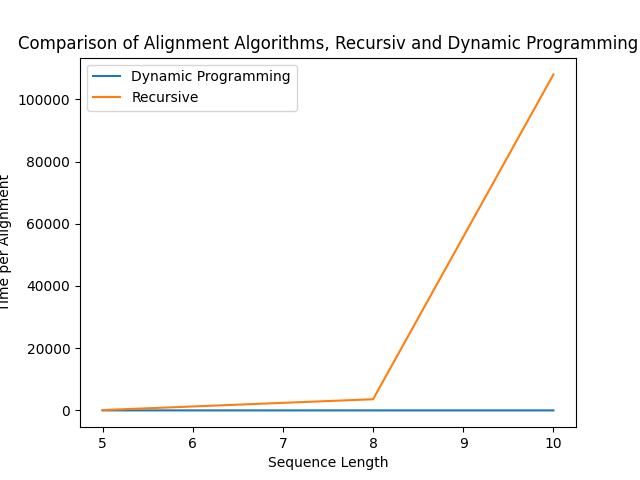 Comparison of Alignment Algorithms, Recursiv and Dynamic Programming
Dynamic Programming
Recursive
100000
80000
60000
40000
20000
0
Time per Alignment
5 6 7 8 9 10
Sequence Length